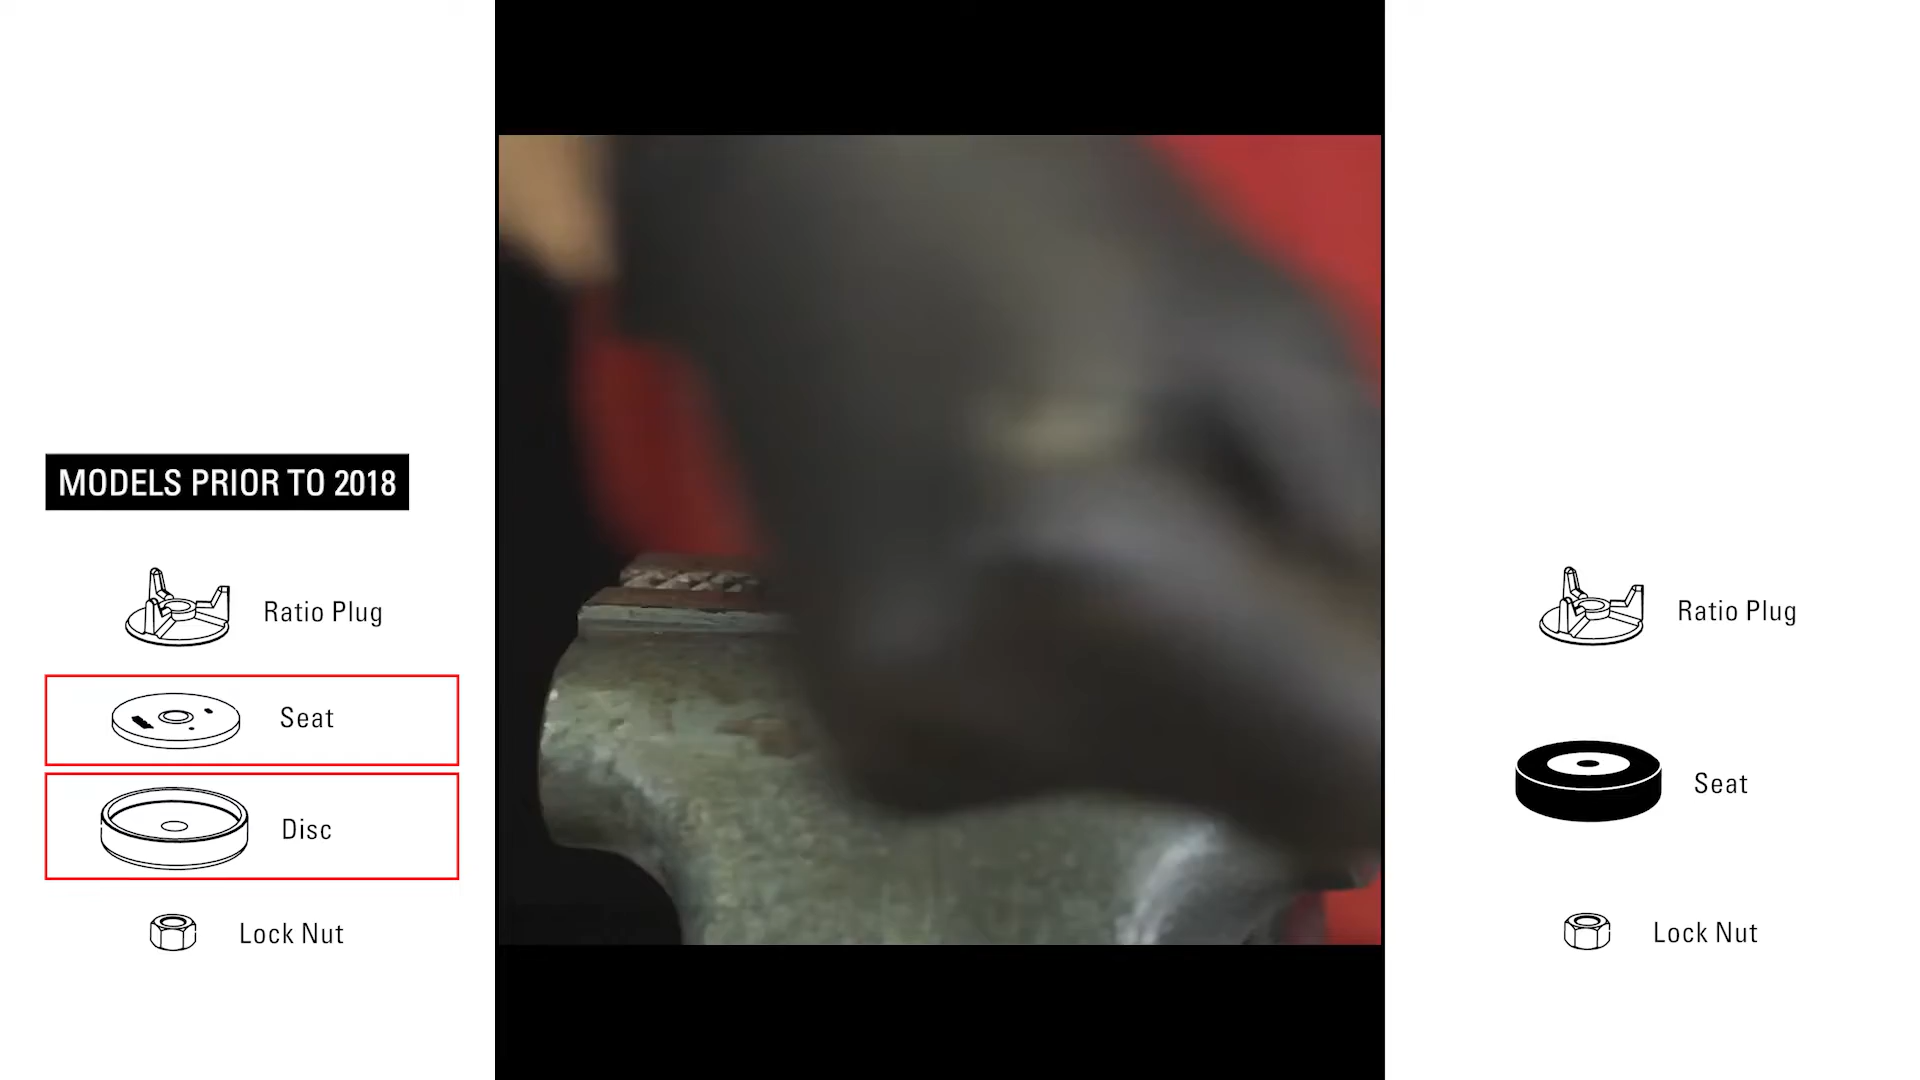 MODELS PRIOR TO 2018
Ratio Plug
Seat
Disc
Lock Nut
Ratio Plug
Seat
Lock Nut